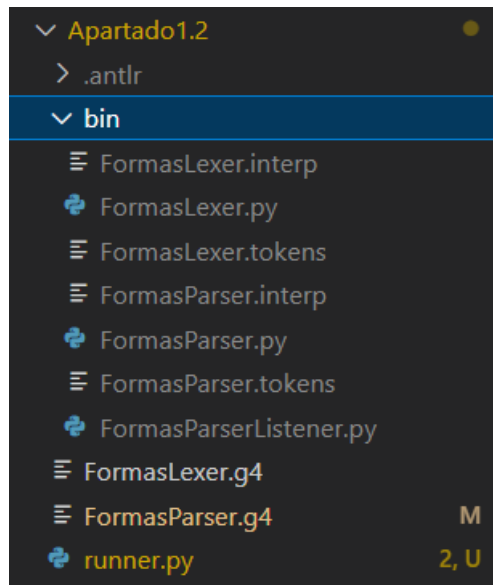 Apartado1.2
.antlr
bin
FormasLexer.interp
FormasLexer.py
FormasLexer.tokens
FormasParser.interp
FormasParser.py
FormasParser.tokens
FormasParserListener.py
FormasLexer.g4
FormasParser.g4 M
runner.py 2, U